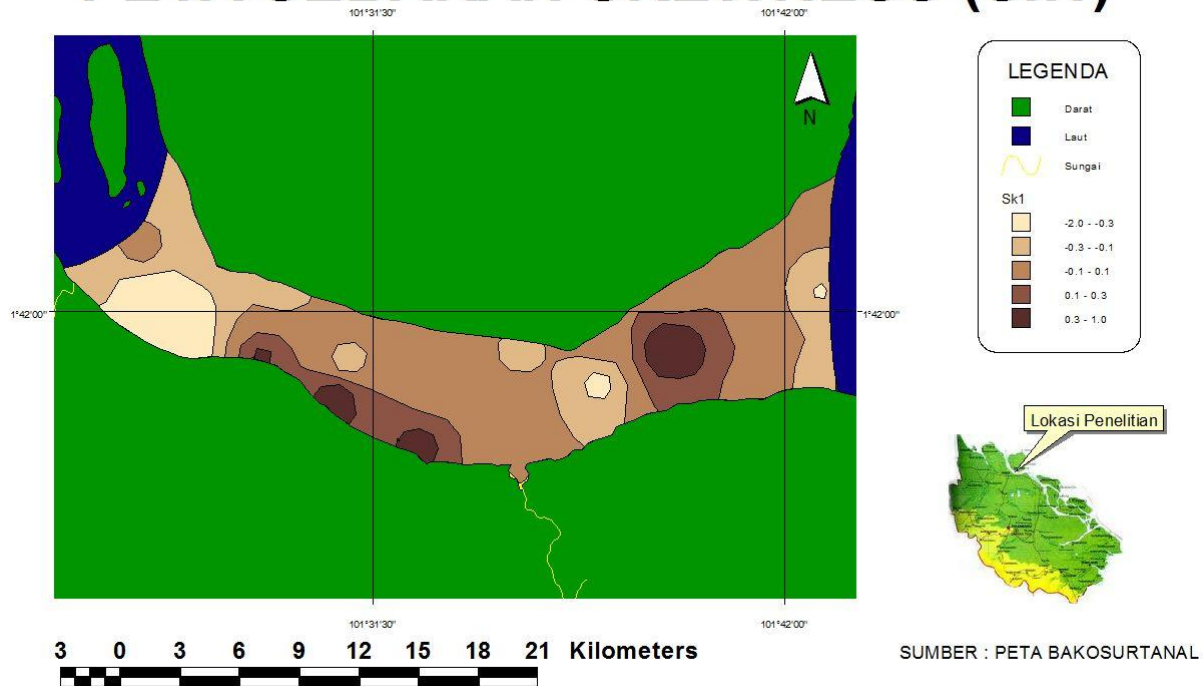 101°31'30"
101°42'00"
N
1°42'00"
1°42'00"
101°31'30"
101°42'00"
3 0 3 6 9 12 15 18 21 Kilometers
LEGENDA
Darat
Laut
Sungai
Sk1
-2.0 - -0.3
-0.3 - -0.1
-0.1 - 0.1
0.1 - 0.3
0.3 - 1.0
Lokasi Penelitian
SUMBER : PETA BAKOSURTANAL